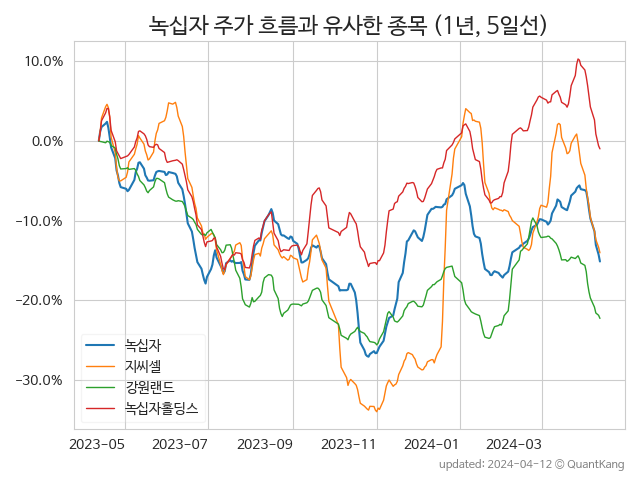 녹십자 주가 흐름과 유사한 종목 (1년, 5일선)
10.0%
0.0%
−10.0%
−20.0%
−30.0%
녹십자
지씨셀
강원랜드
녹십자홀딩스
2023-05 2023-07 2023-09 2023-11 2024-01 2024-03
updated: 2024-04-12 © QuantKang